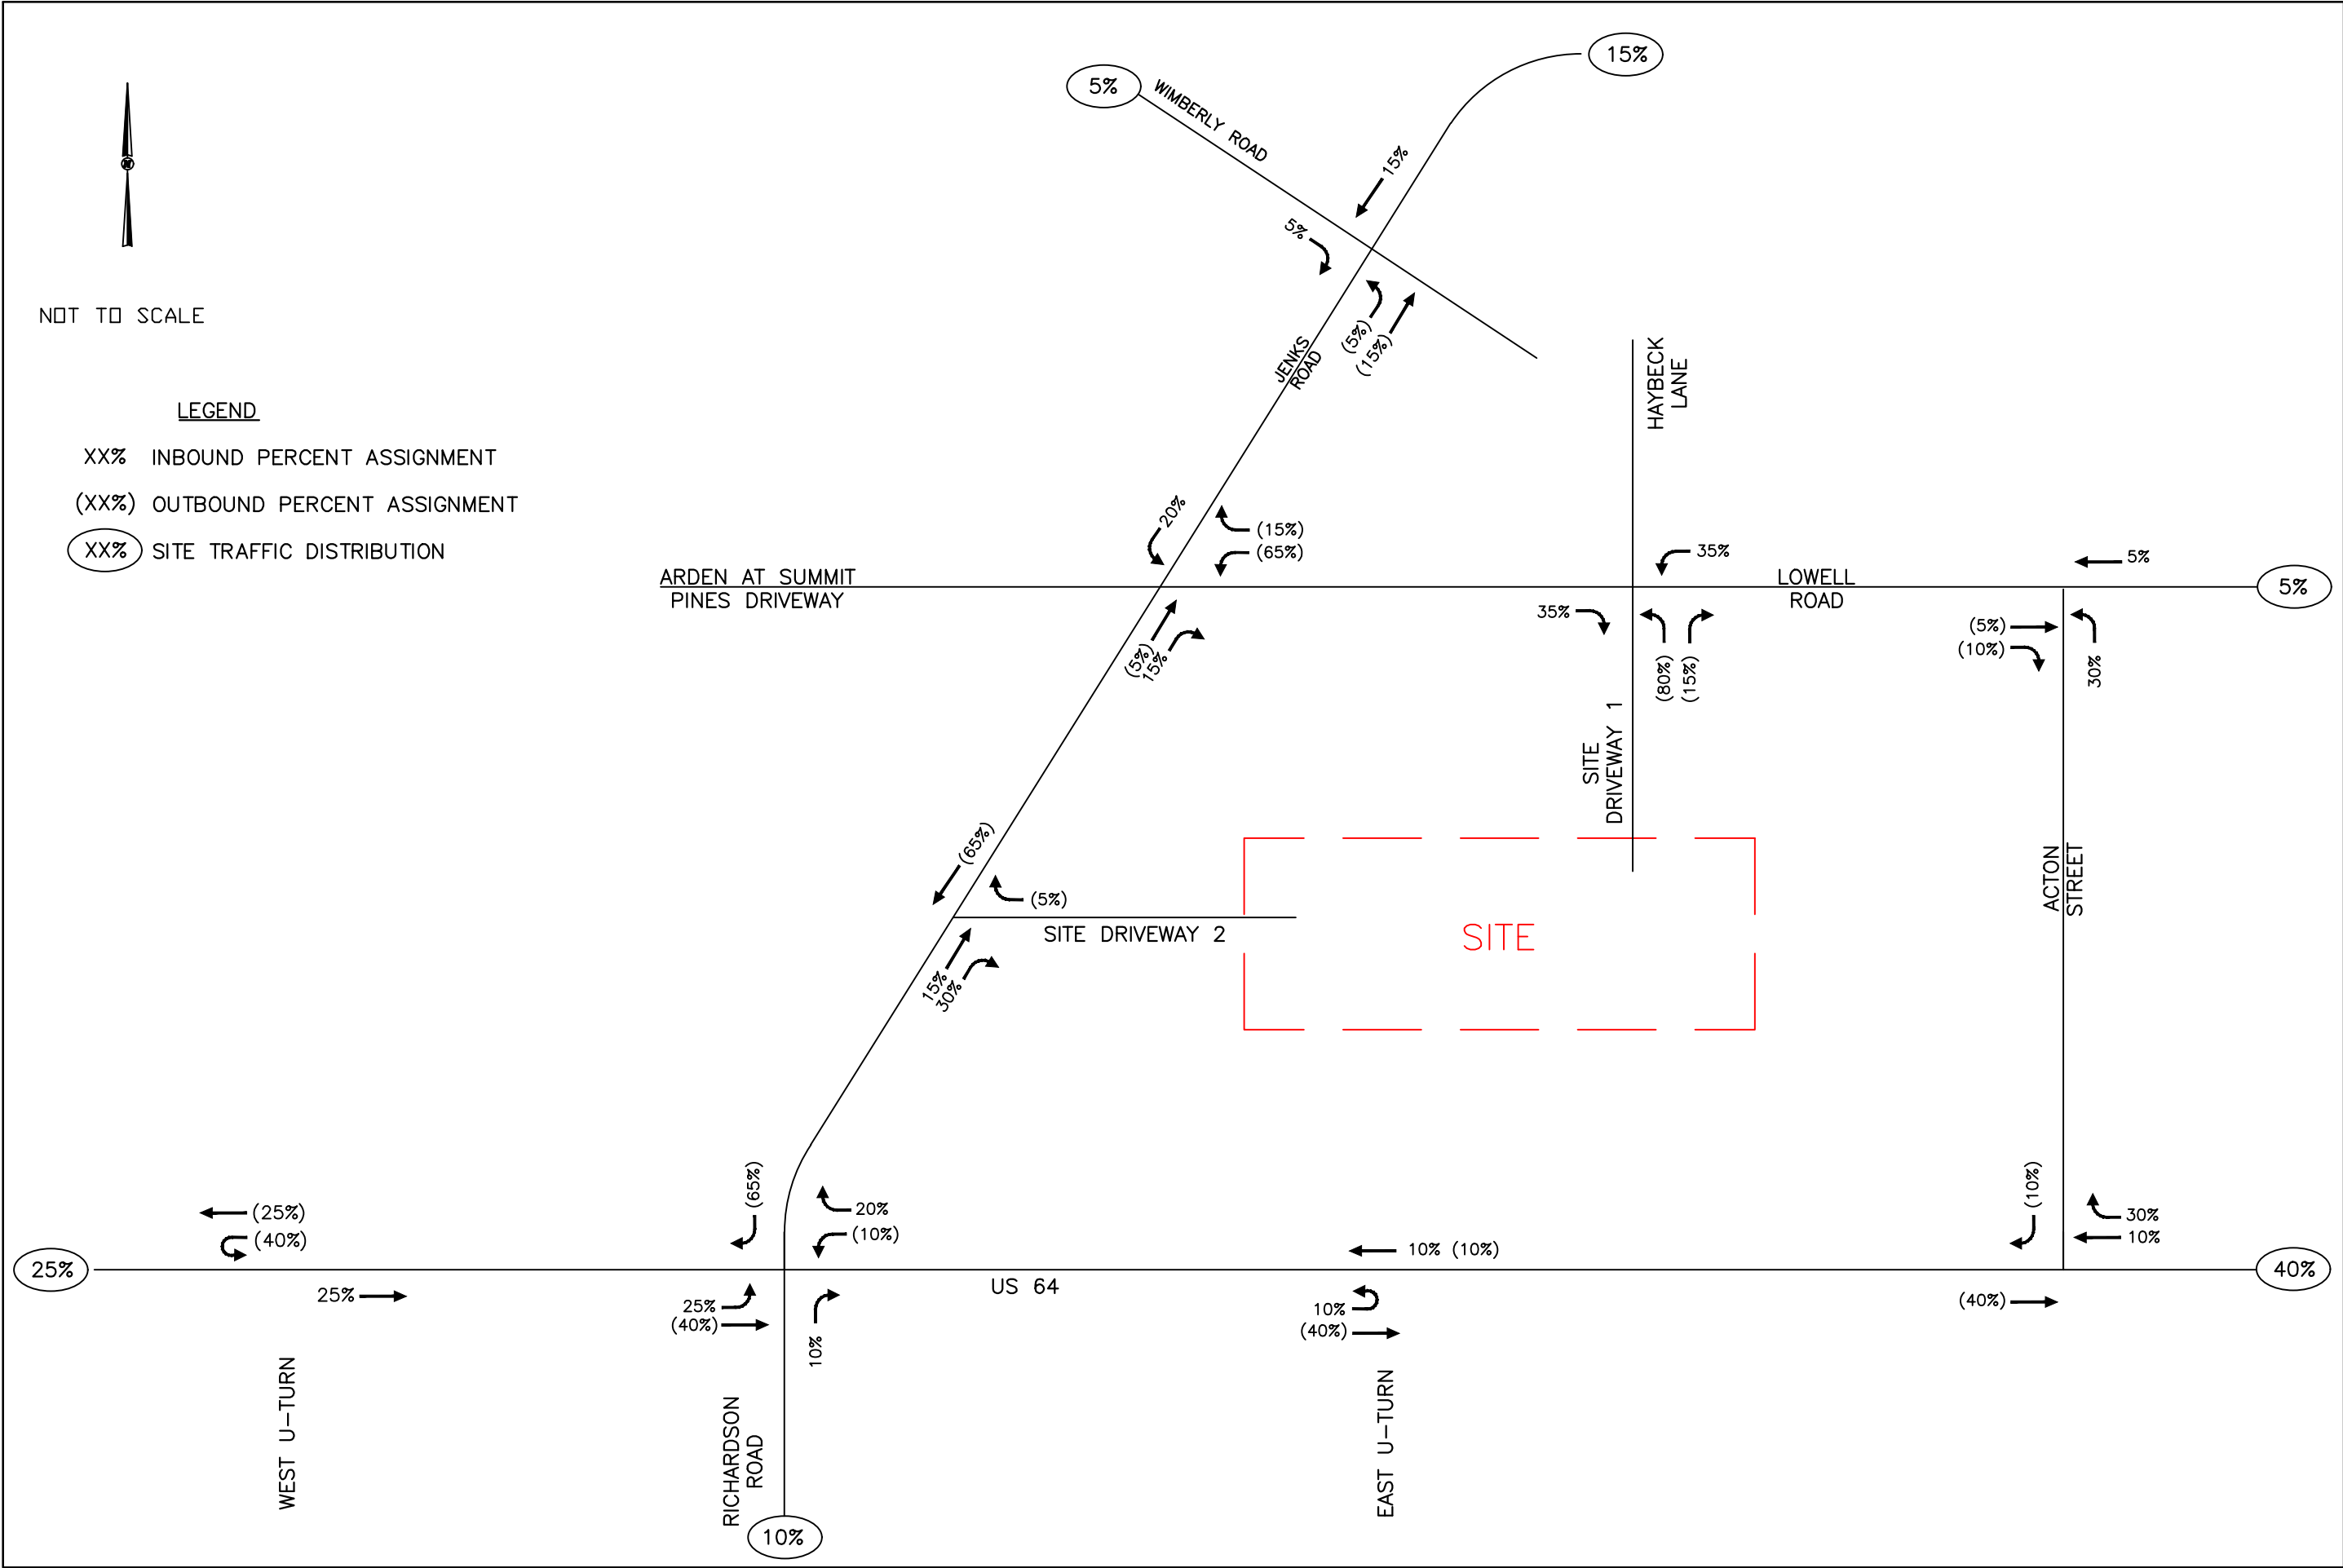 15%
5%
WIMBERLY ROAD
15%
5%
NOT TO SCALE
(5%)
(15%)
JENKS
ROAD
HAYBECK
LANE
LEGEND
XX% INBOUND PERCENT ASSIGNMENT
(XX%) OUTBOUND PERCENT ASSIGNMENT
XX% SITE TRAFFIC DISTRIBUTION
20%
(15%)
(65%)
35%
5%
ARDEN AT SUMMIT
PINES DRIVEWAY
LOWELL
ROAD
5%
35%
(5%)
(10%)
(5%)
15%
(80%)
(15%)
30%
SITE
DRIVEWAY 1
(65%)
(5%)
SITE DRIVEWAY 2
SITE
ACTON
STREET
15%
30%
(65%)
(10%)
(25%)
(40%)
20%
(10%)
10% (10%)
30%
10%
25%
US 64
40%
25%
25%
(40%)
10%
10%
(40%)
(40%)
WEST U-TURN
RICHARDSON
ROAD
EAST U-TURN
10%